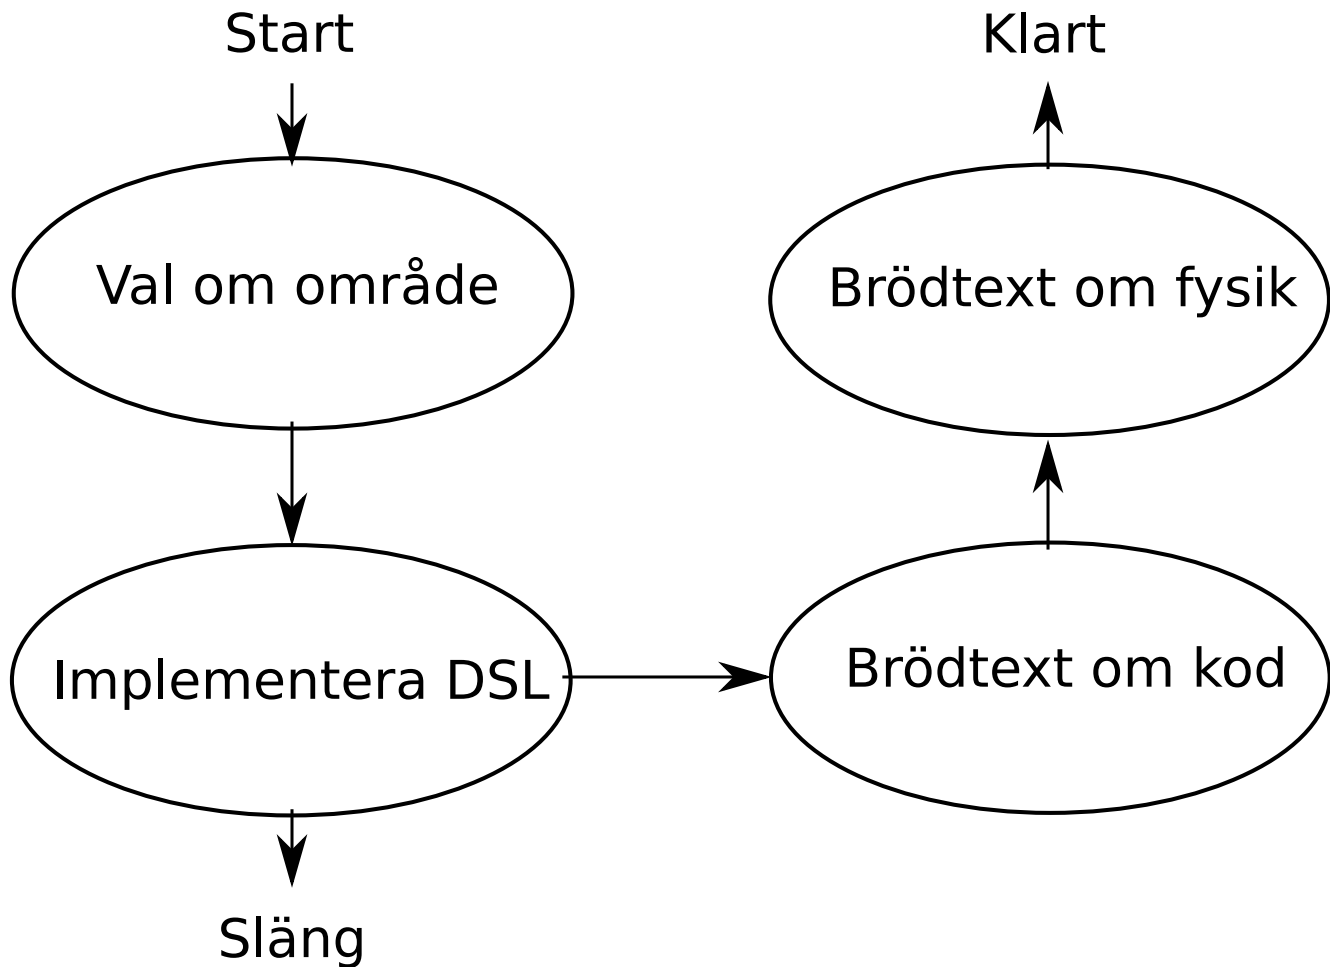 Start
Klart
Val om område
Brödtext om fysik
Implementera DSL
Brödtext om kod
Släng